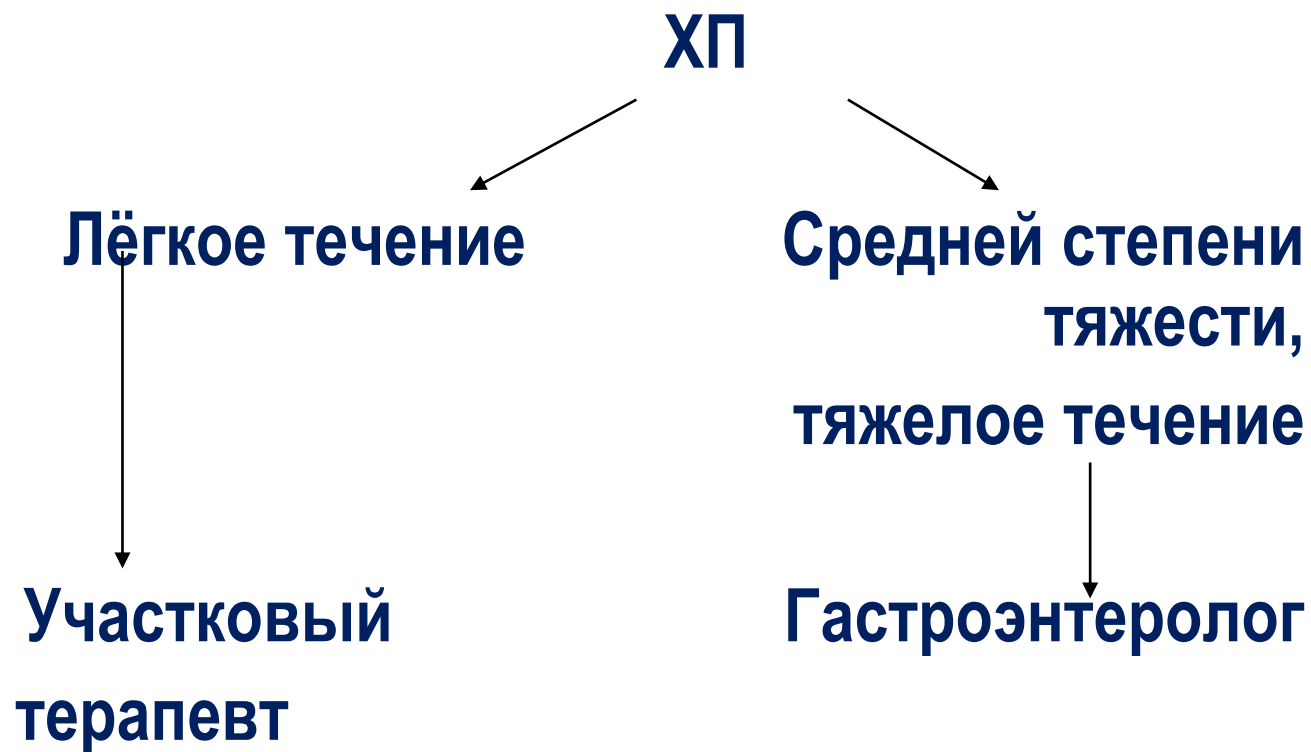 ХП
Лёгкое течение
Средней степени
тяжести,
тяжелое течение
Участковый
терапевт
Гастроэнтеролог